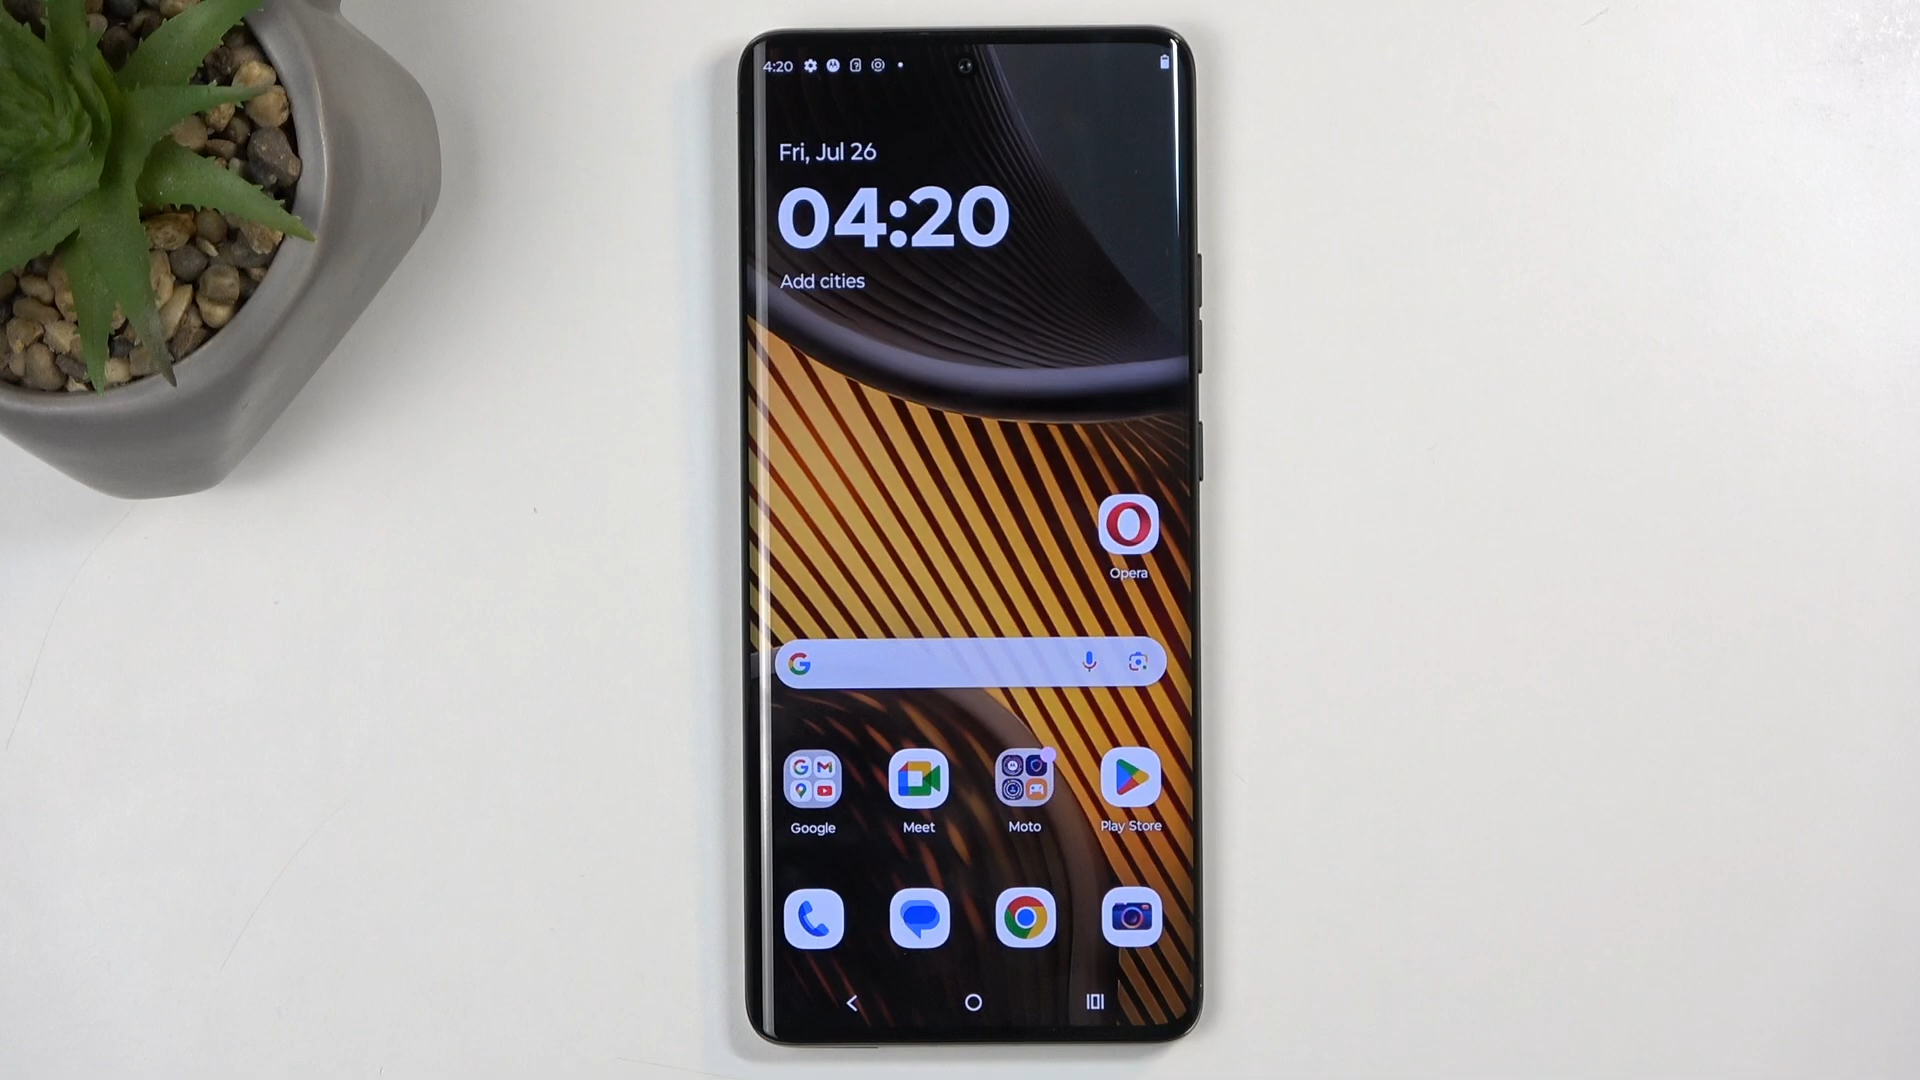 4:20
Fri, Jul 26
04:20
Add cities
Opera
Google
Meet
Moto
Play Store